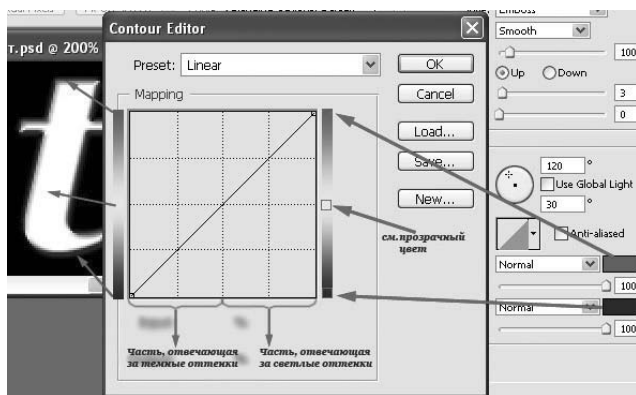 Contour Editor
т.psd @ 200%
Preset: Linear
OK
Mapping
Cancel
Load...
Save...
New...
см.прозрачный
цвет
Часть, отвечающая
за темные оттенки
Часть, отвечающая
за светлые оттенки
t
Emboss
Smooth
100
Up Down
3
0
120 °
Use Global Light
30 °
Anti-aliased
Normal
100
Normal
100